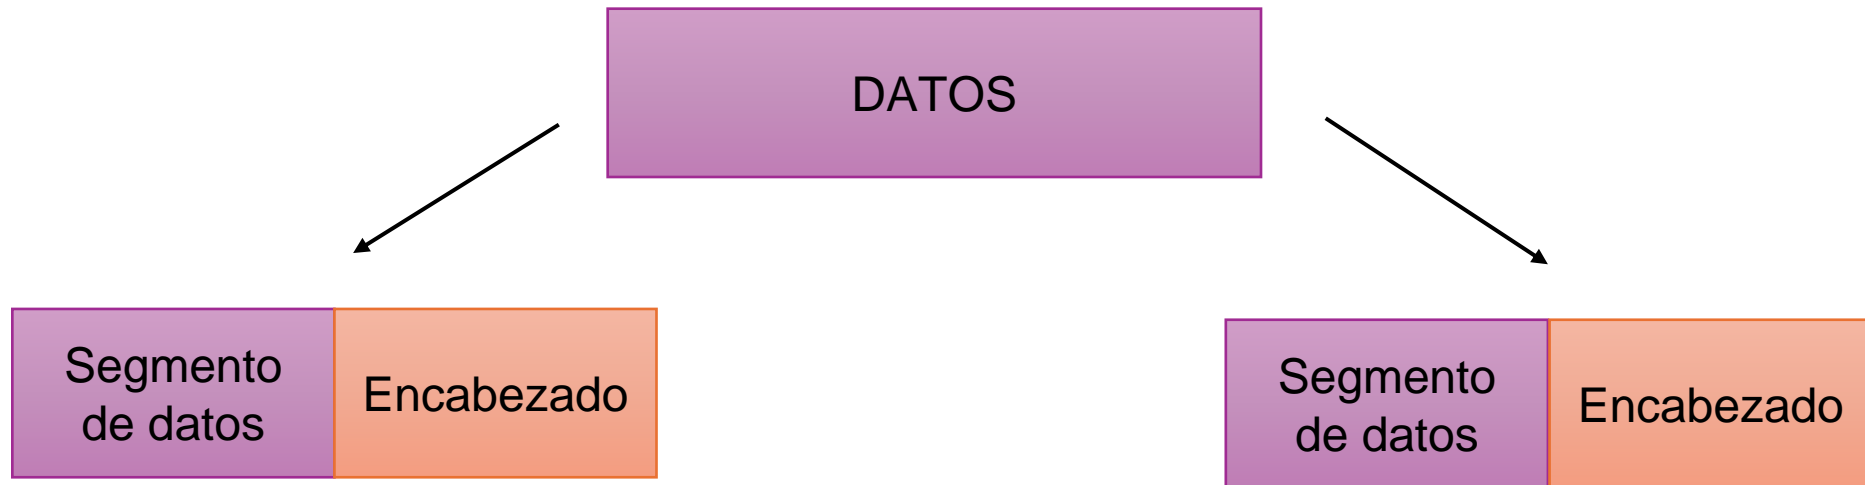 DATOS
Segmento
de datos
Encabezado
Segmento
de datos
Encabezado